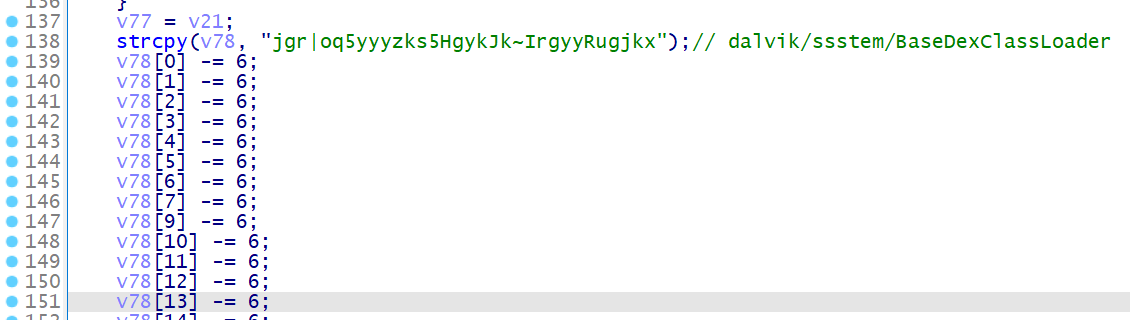 136 }
137 v77 = v21;
138 strcpy(v78, "jgr|oq5yyyzks5HgykJk~IrgyyRugjkx");// dalvik/ssstem/BaseDexClassLoader
139 v78[0] -= 6;
140 v78[1] -= 6;
141 v78[2] -= 6;
142 v78[3] -= 6;
143 v78[4] -= 6;
144 v78[5] -= 6;
145 v78[6] -= 6;
146 v78[7] -= 6;
147 v78[9] -= 6;
148 v78[10] -= 6;
149 v78[11] -= 6;
150 v78[12] -= 6;
151 v78[13] -= 6;
152 v78[14] -= 6;